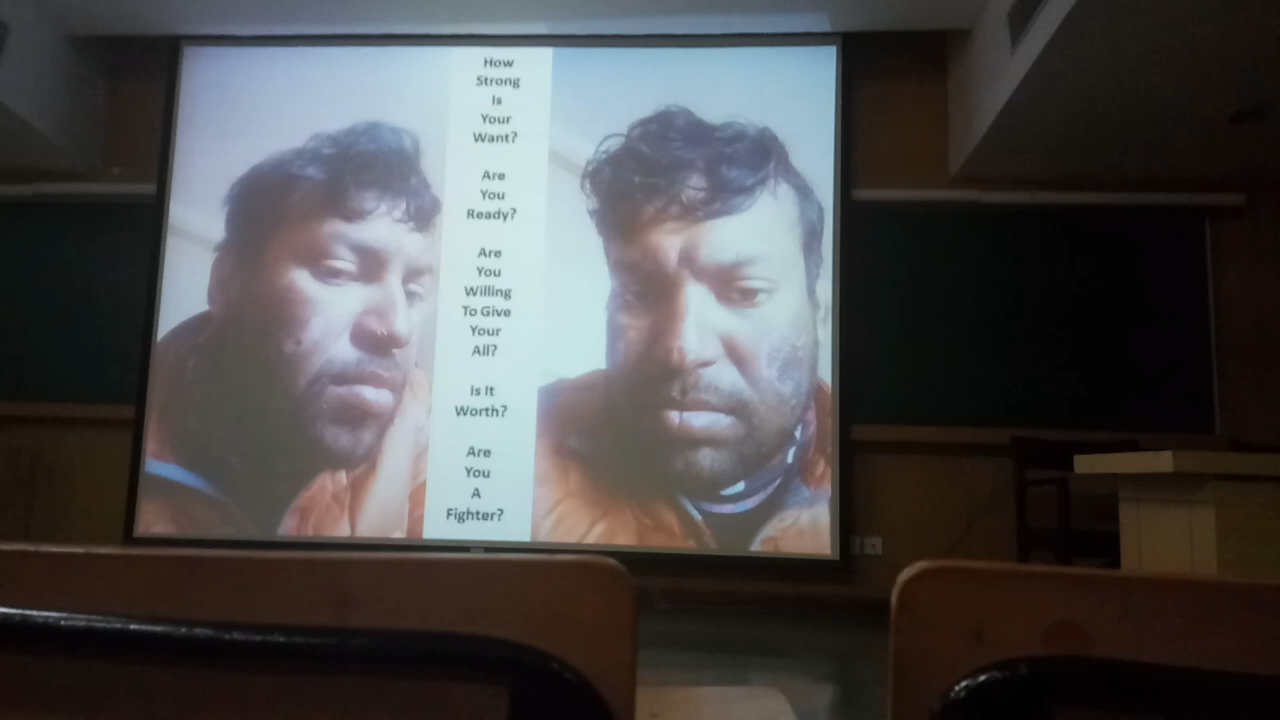 How
Strong
Is
Your
Want?
Are
You
Ready?
Are
You
Willing
To Give
Your
All?
Is It
Worth?
Are
You
A
Fighter?